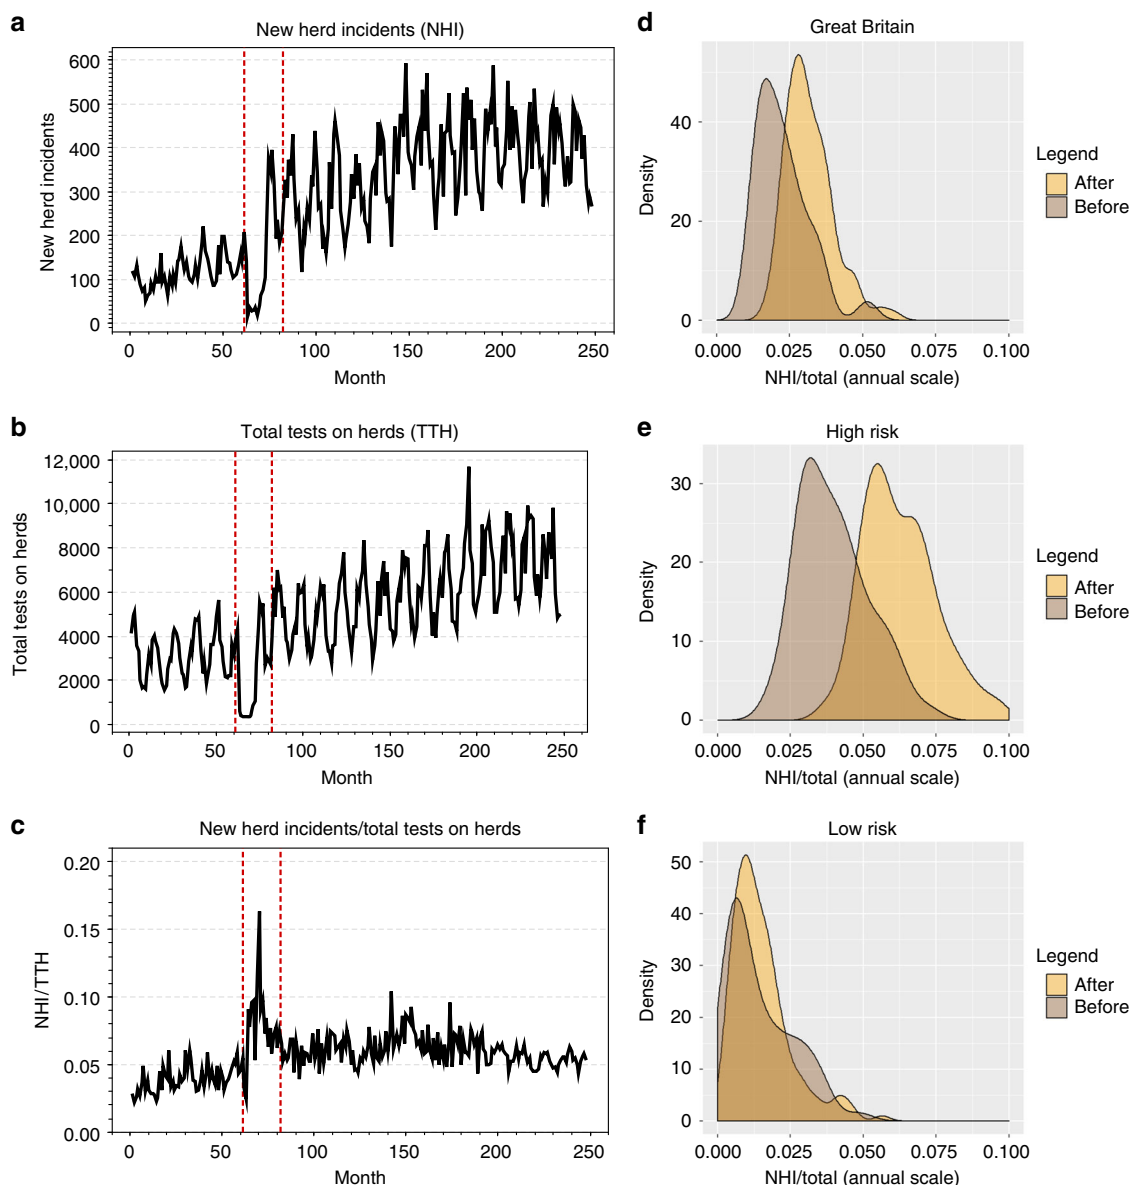 a
New herd incidents (NHI)
New herd incidents
600
500
400
300
200
100
0
0 50 100 150 200 250
Month
b
Total tests on herds (TTH)
Total tests on herds
12,000
10,000
8000
6000
4000
2000
0
0 50 100 150 200 250
Month
c
New herd incidents/total tests on herds
NHI/TTH
0.20
0.15
0.10
0.05
0.00
0 50 100 150 200 250
Month
d
Great Britain
Density
40
20
0
0.000 0.025 0.050 0.075 0.100
NHI/total (annual scale)
Legend
After
Before
e
High risk
Density
30
20
10
0
0.000 0.025 0.050 0.075 0.100
NHI/total (annual scale)
Legend
After
Before
f
Low risk
Density
50
40
30
20
10
0
0.000 0.025 0.050 0.075 0.100
NHI/total (annual scale)
Legend
After
Before